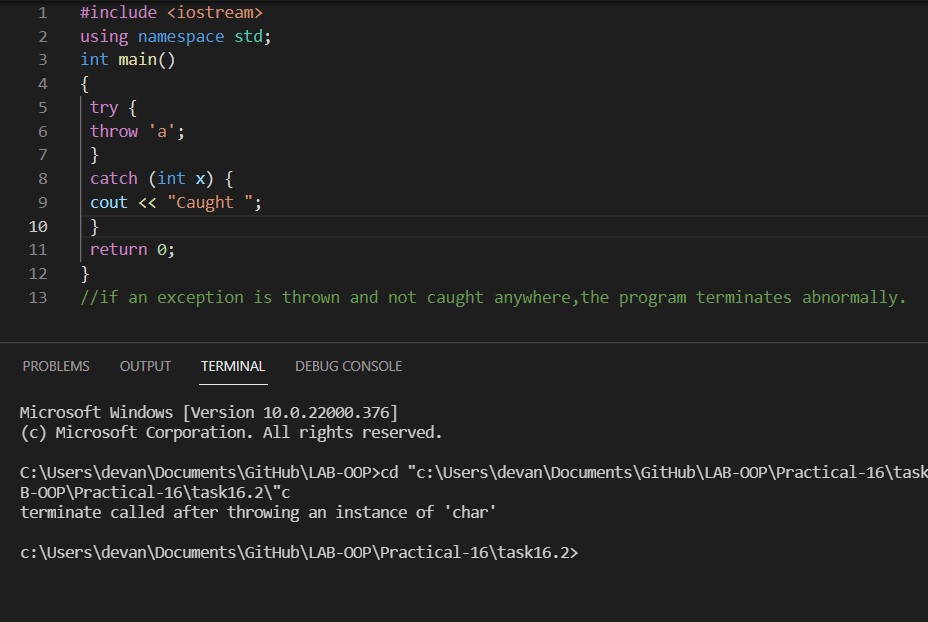 1 #include <iostream>
2 using namespace std;
3 int main()
4 {
5 try {
6 throw 'a';
7 }
8 catch (int x) {
9 cout << "Caught ";
10 }
11 return 0;
12 }
13 //if an exception is thrown and not caught anywhere,the program terminates abnormally.
PROBLEMS OUTPUT TERMINAL DEBUG CONSOLE
Microsoft Windows [Version 10.0.22000.376]
(c) Microsoft Corporation. All rights reserved.
C:\Users\devan\Documents\GitHub\LAB-OOP>cd "c:\Users\devan\Documents\GitHub\LAB-OOP\Practical-16\task
B-OOP\Practical-16\task16.2\"c
terminate called after throwing an instance of 'char'
c:\Users\devan\Documents\GitHub\LAB-OOP\Practical-16\task16.2>